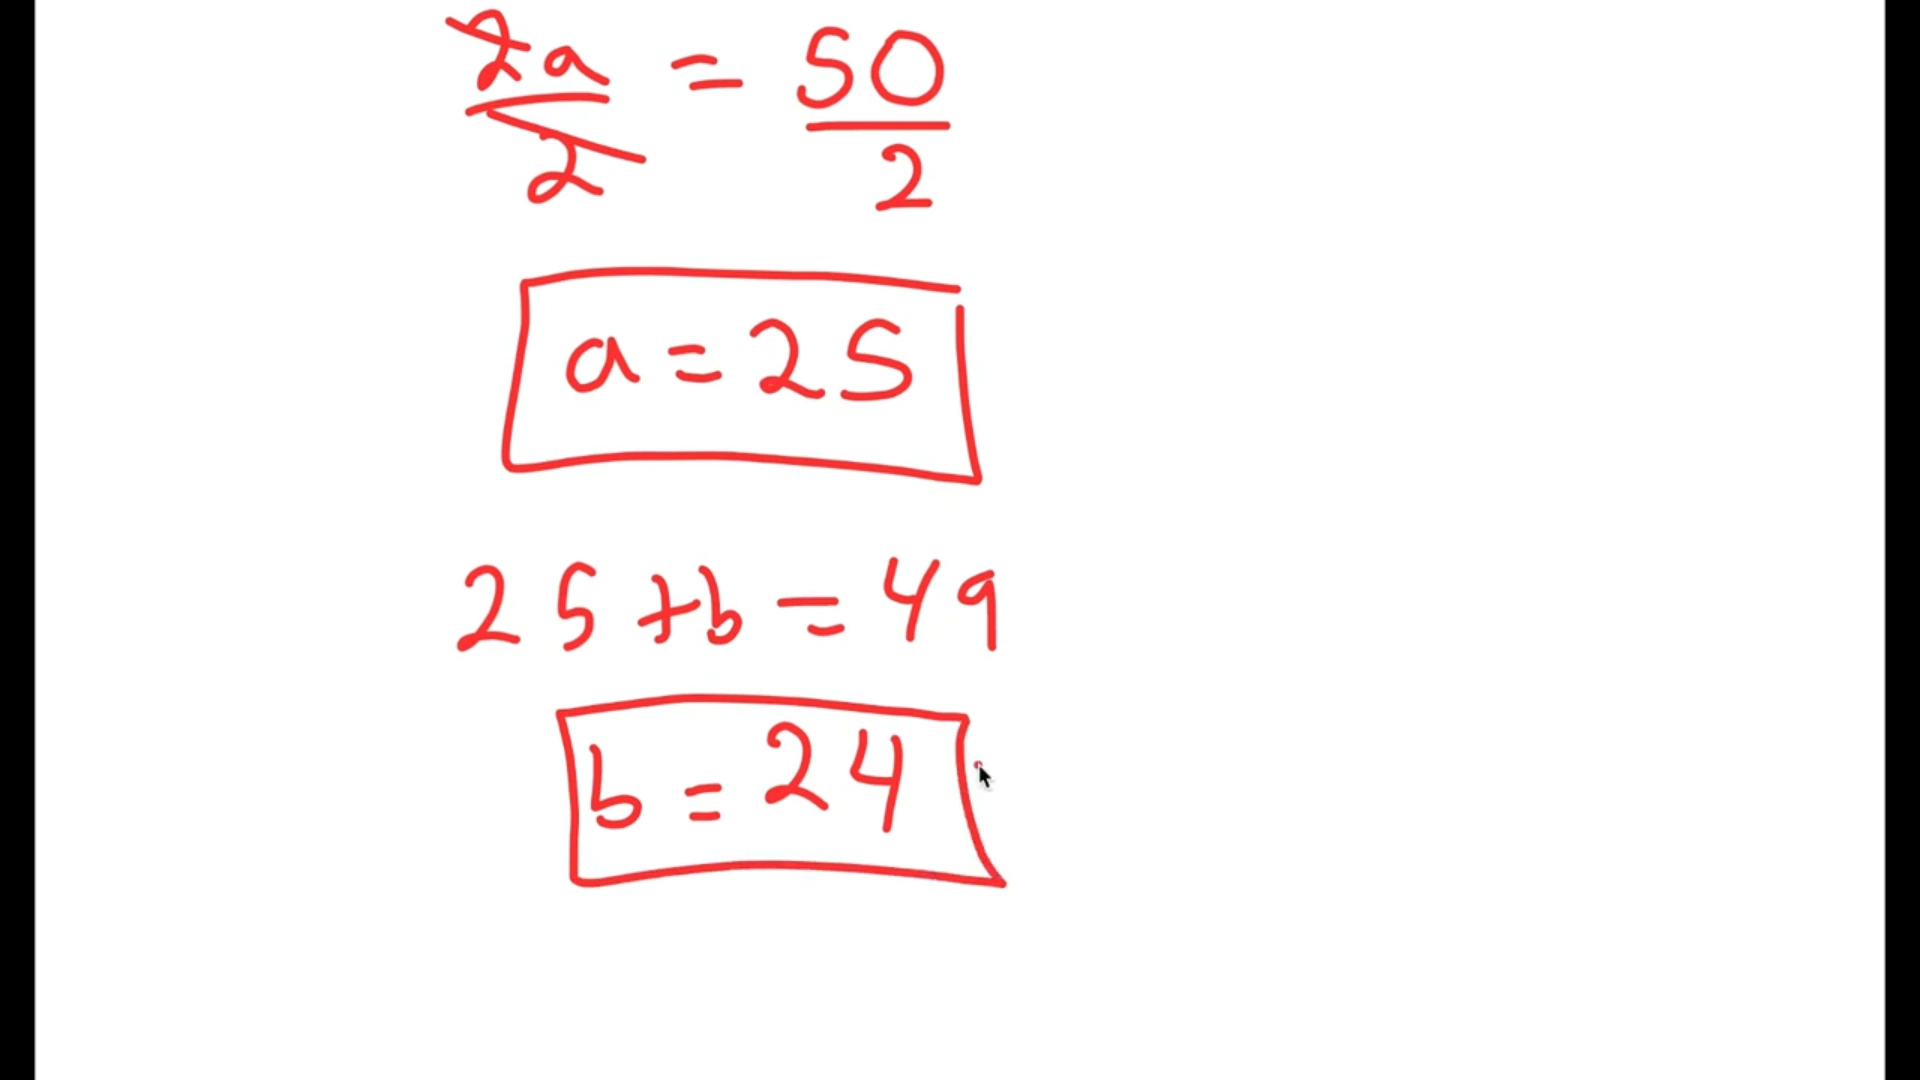 2a/2 = 50/2
a = 25
25 + b = 49
b = 24